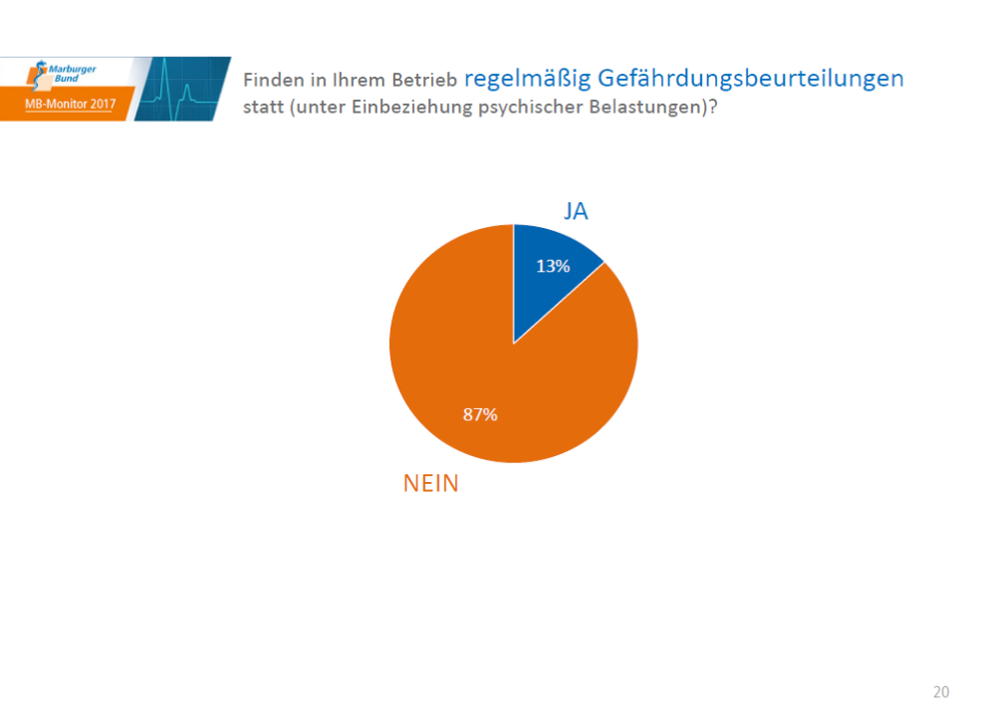 Marburger
Bund
MB-Monitor 2017
Finden in Ihrem Betrieb regelmäßig Gefährdungsbeurteilungen
statt (unter Einbeziehung psychischer Belastungen)?
JA
13%
87%
NEIN
20